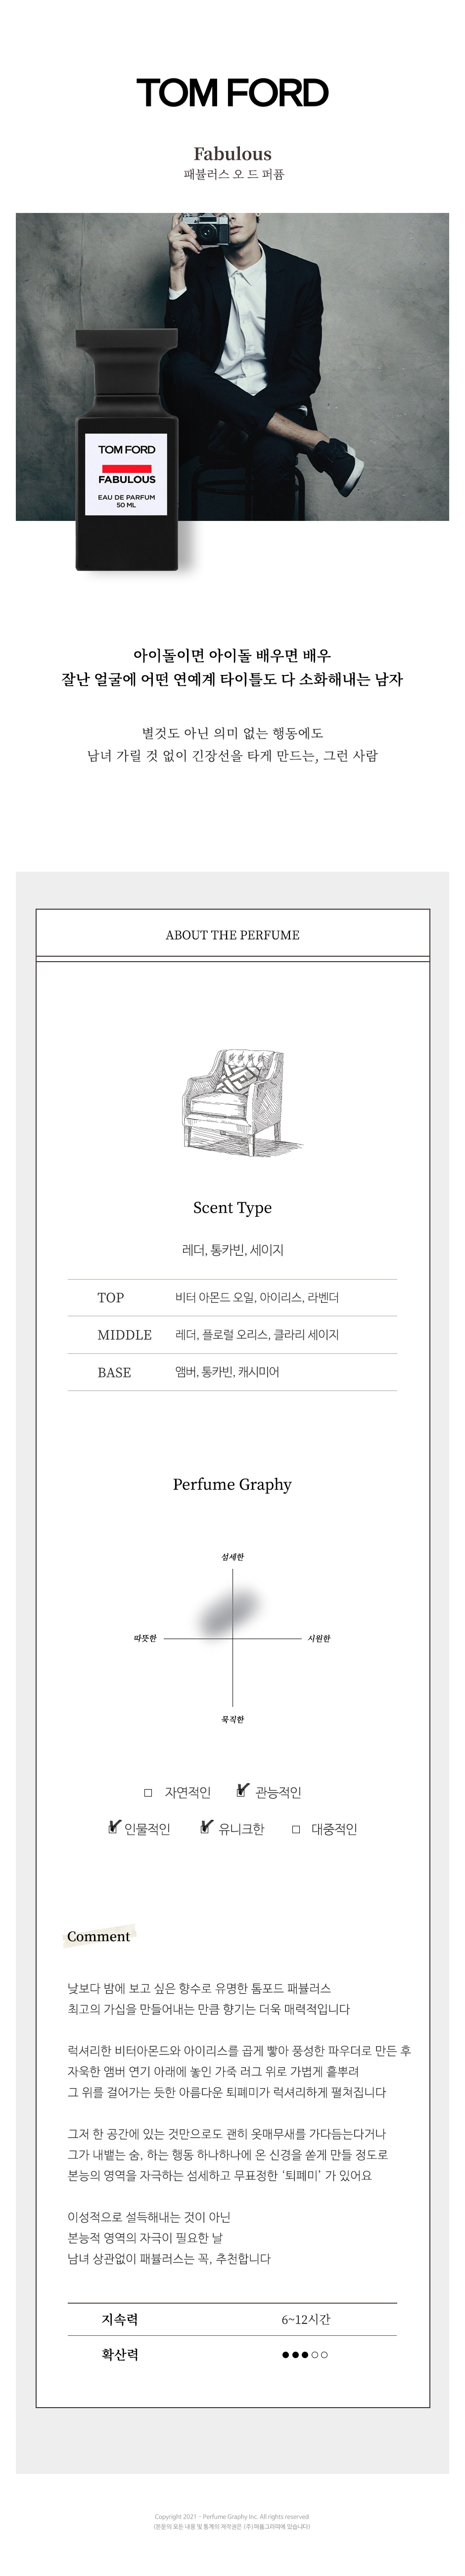 TOM FORD
Fabulous
패뷸러스 오 드 퍼퓸
TOM FORD
FABULOUS
EAU DE PARFUM
50 ML
아이돌이면 아이돌 배우면 배우
잘난 얼굴에 어떤 연예계 타이틀도 다 소화해내는 남자
별것도 아닌 의미 없는 행동에도
남녀 가릴 것 없이 긴장선을 타게 만드는, 그런 사람
ABOUT THE PERFUME
Scent Type
레더, 통카빈, 세이지
TOP 비터 아몬드 오일, 아이리스, 라벤더
MIDDLE 레더, 플로럴 오리스, 클라리 세이지
BASE 앰버, 통카빈, 캐시미어
Perfume Graphy
섬세한
따뜻한 시원한
묵직한
자연적인 관능적인
인물적인 유니크한 대중적인
Comment
낮보다 밤에 보고 싶은 향수로 유명한 톰포드 패뷸러스
최고의 가십을 만들어내는 만큼 향기는 더욱 매력적입니다
럭셔리한 비터아몬드와 아이리스를 곱게 빻아 풍성한 파우더로 만든 후
자욱한 앰버 연기 아래에 놓인 가죽 러그 위로 가볍게 흩뿌려
그 위를 걸어가는 듯한 아름다운 퇴폐미가 럭셔리하게 펼쳐집니다
그저 한 공간에 있는 것만으로도 괜히 옷매무새를 가다듬는다거나
그가 내뱉는 숨, 하는 행동 하나하나에 온 신경을 쏟게 만들 정도로
본능의 영역을 자극하는 섬세하고 무표정한 ‘퇴폐미’ 가 있어요
이성적으로 설득해내는 것이 아닌
본능적 영역의 자극이 필요한 날
남녀 상관없이 패뷸러스는 꼭, 추천합니다
지속력 6~12시간
확산력 ●●●○○
Copyright 2021 - Perfume Graphy Inc. All rights reserved
(본문의 모든 내용 및 통계의 저작권은 (주)퍼퓸그라피에 있습니다)